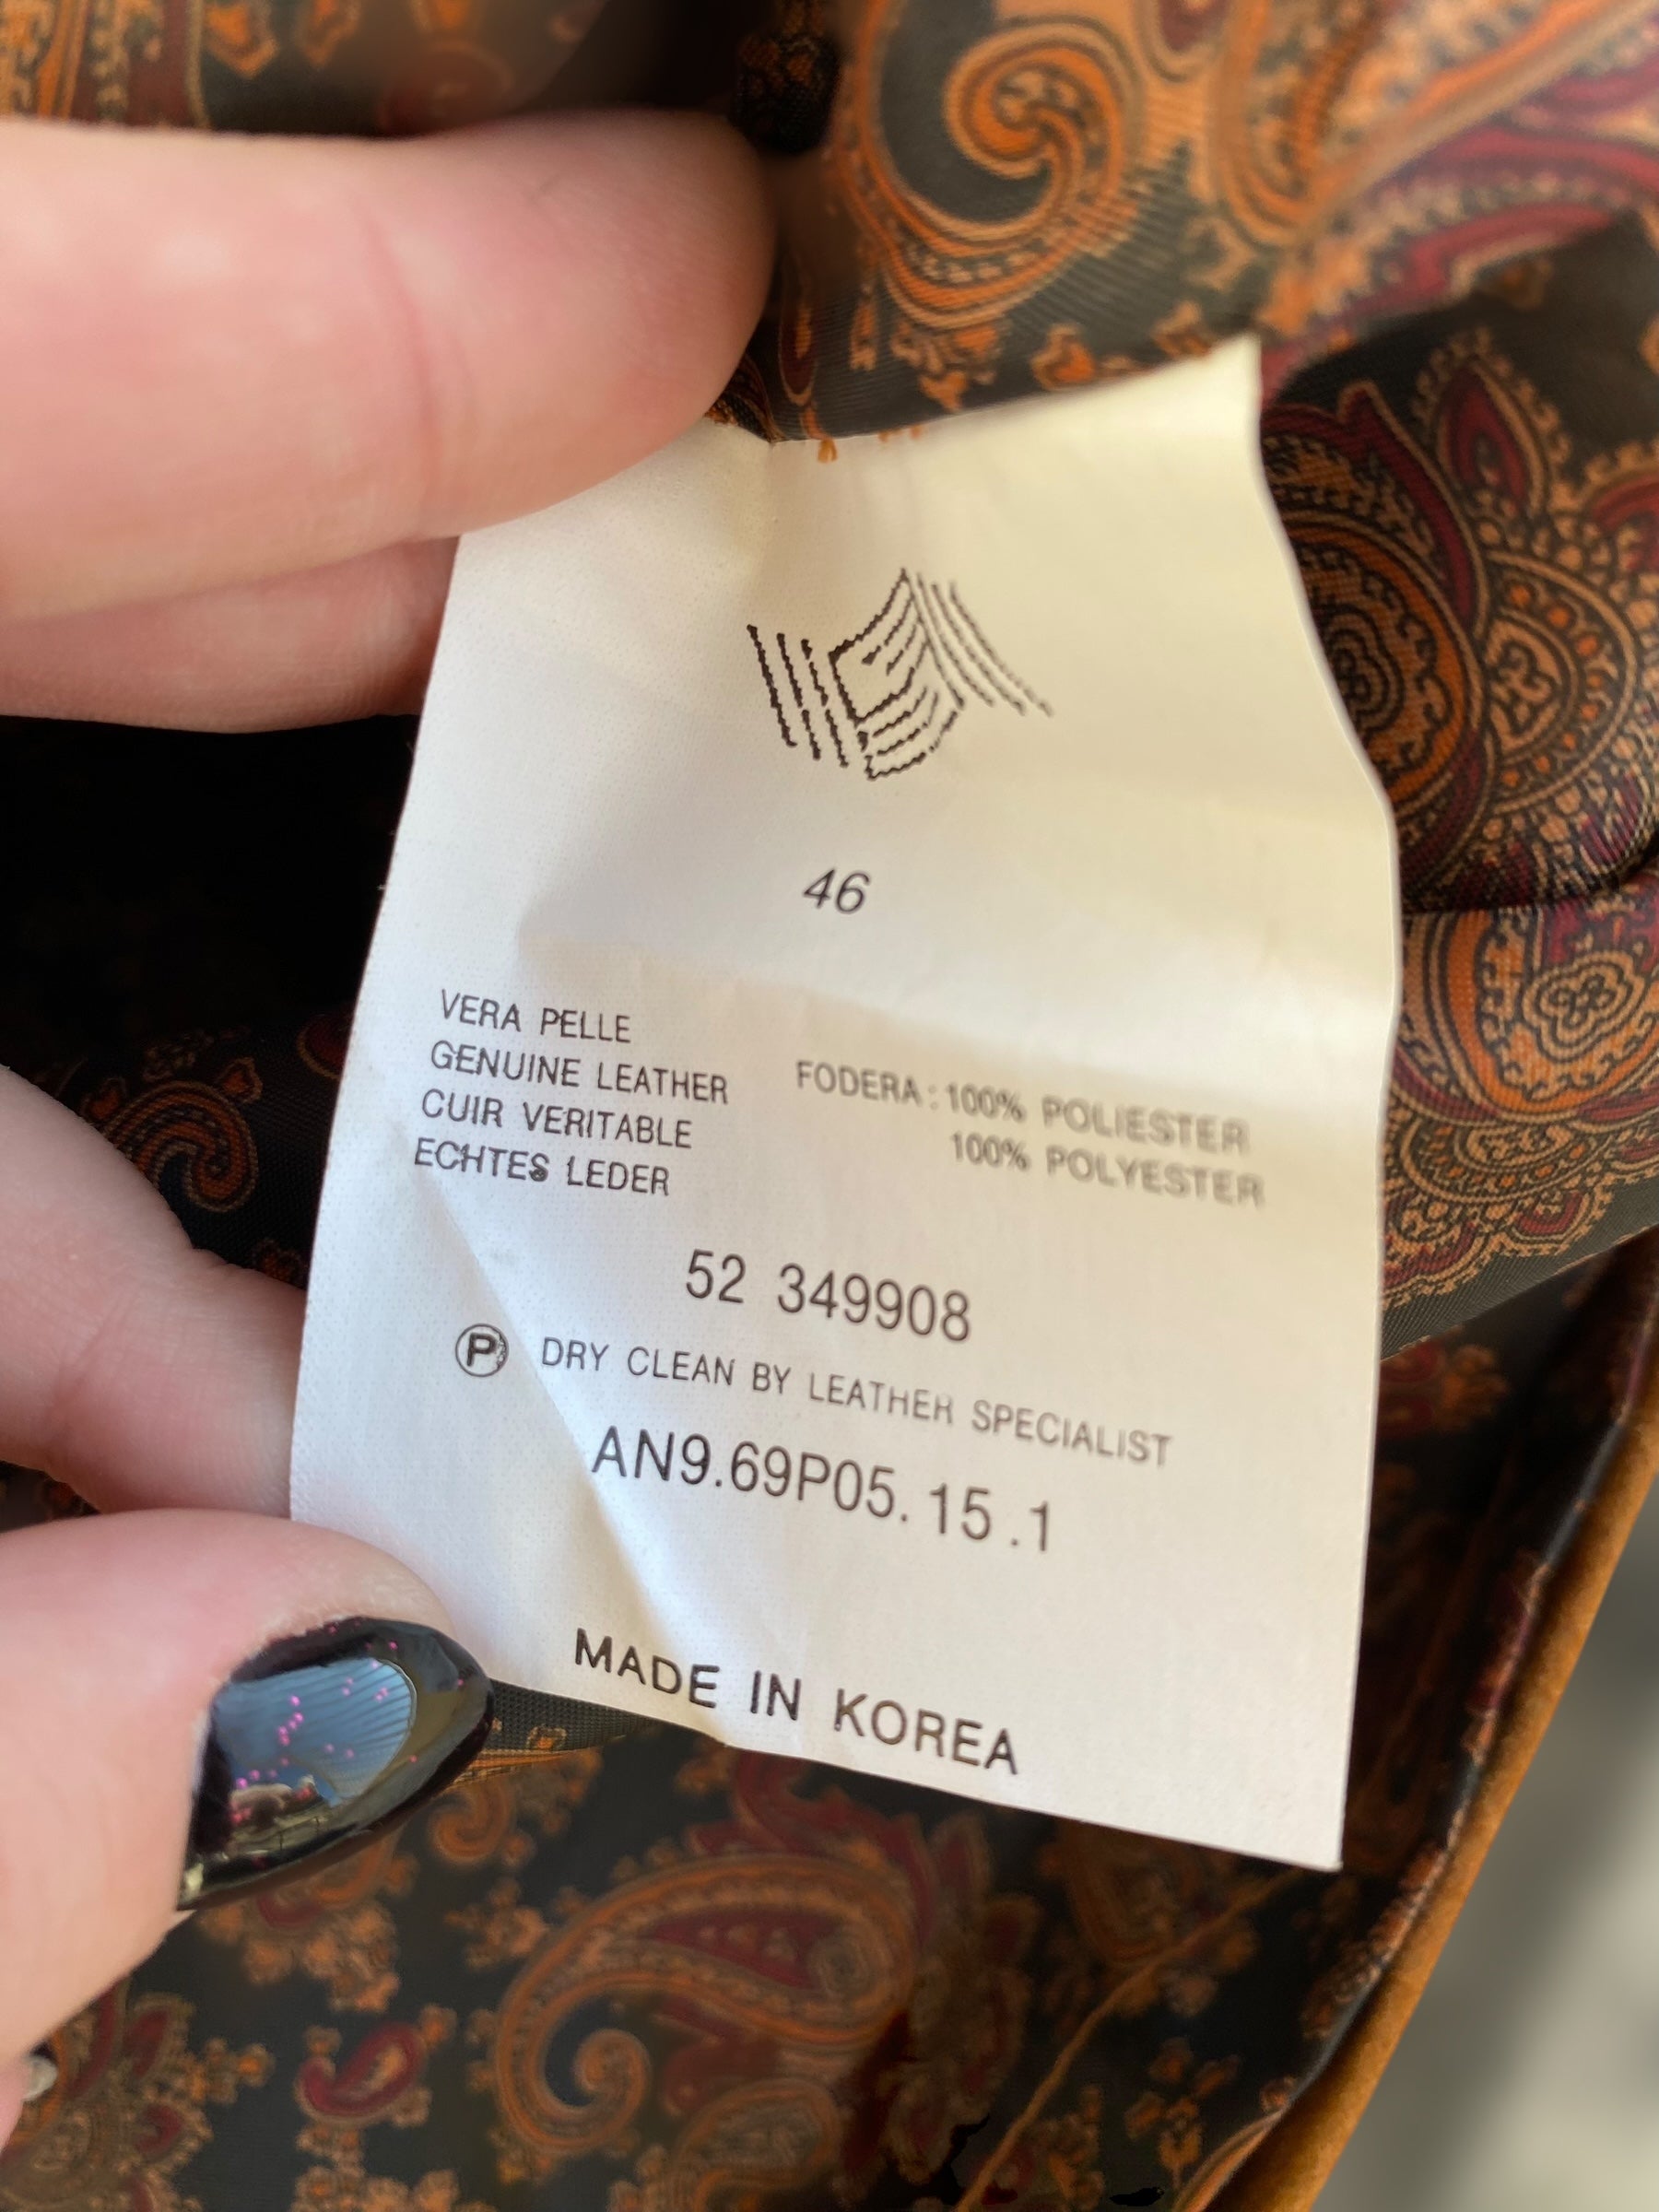 46
VERA PELLE
GENUINE LEATHER
CUIR VERITABLE
ECHTES LEDER
FODERA : 100% POLIESTER
100% POLYESTER
52 349908
P DRY CLEAN BY LEATHER SPECIALIST
AN9.69P05.15.1
MADE IN KOREA